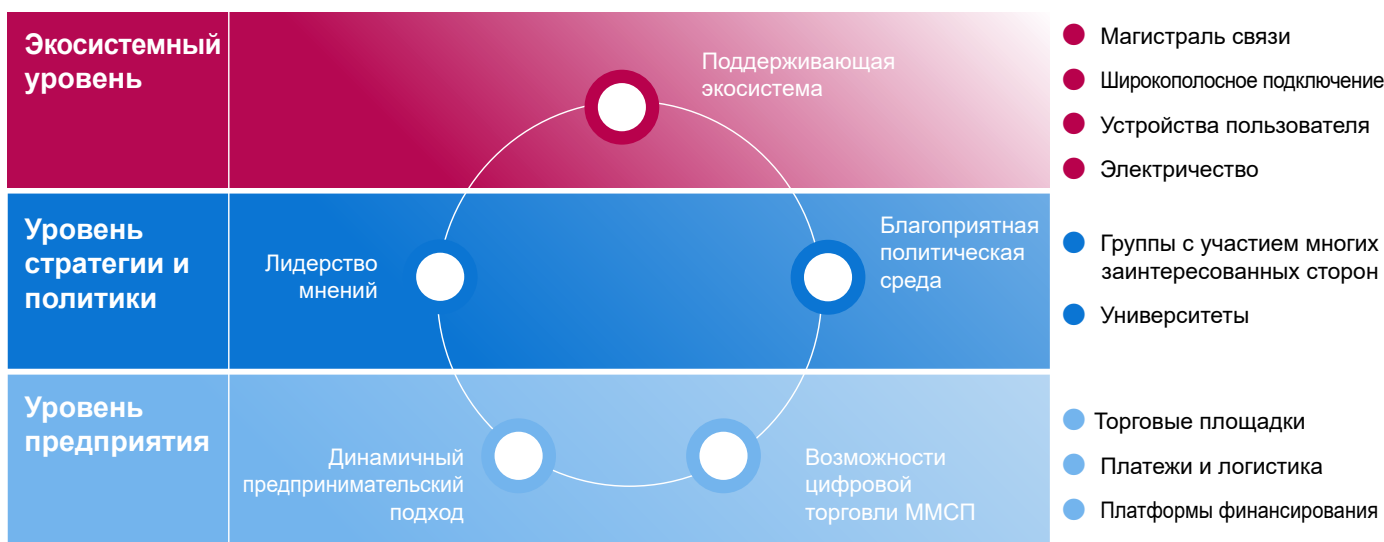 Экосистемный
уровень
Поддерживающая
экосистема
Магистраль связи
Широкополосное подключение
Устройства пользователя
Электричество
Уровень
стратегии и
политики
Лидерство
мнений
Благоприятная
политическая
среда
Группы с участием многих
заинтересованных сторон
Университеты
Уровень
предприятия
Динамичный
предпринимательский
подход
Возможности
цифровой
торговли ММСП
Торговые площадки
Платежи и логистика
Платформы финансирования